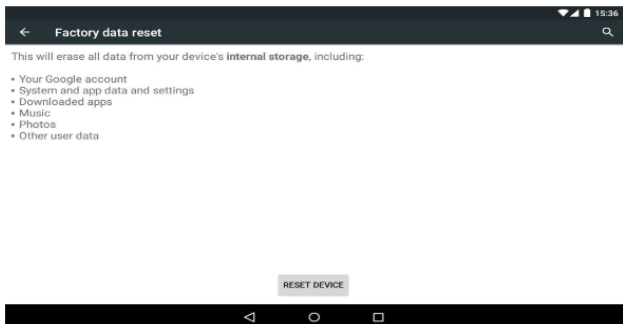 15:36
Factory data reset
This will erase all data from your device's internal storage, including:
• Your Google account
• System and app data and settings
• Downloaded apps
• Music
• Photos
• Other user data
RESET DEVICE